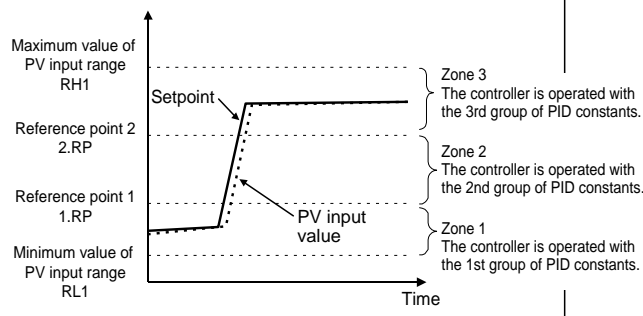 Maximum value of
PV input range
RH1
Setpoint
Reference point 2
2.RP
Reference point 1
1.RP
PV input
value
Minimum value of
PV input range
RL1
Time
Zone 3
The controller is operated with
the 3rd group of PID constants.
Zone 2
The controller is operated with
the 2nd group of PID constants.
Zone 1
The controller is operated with
the 1st group of PID constants.